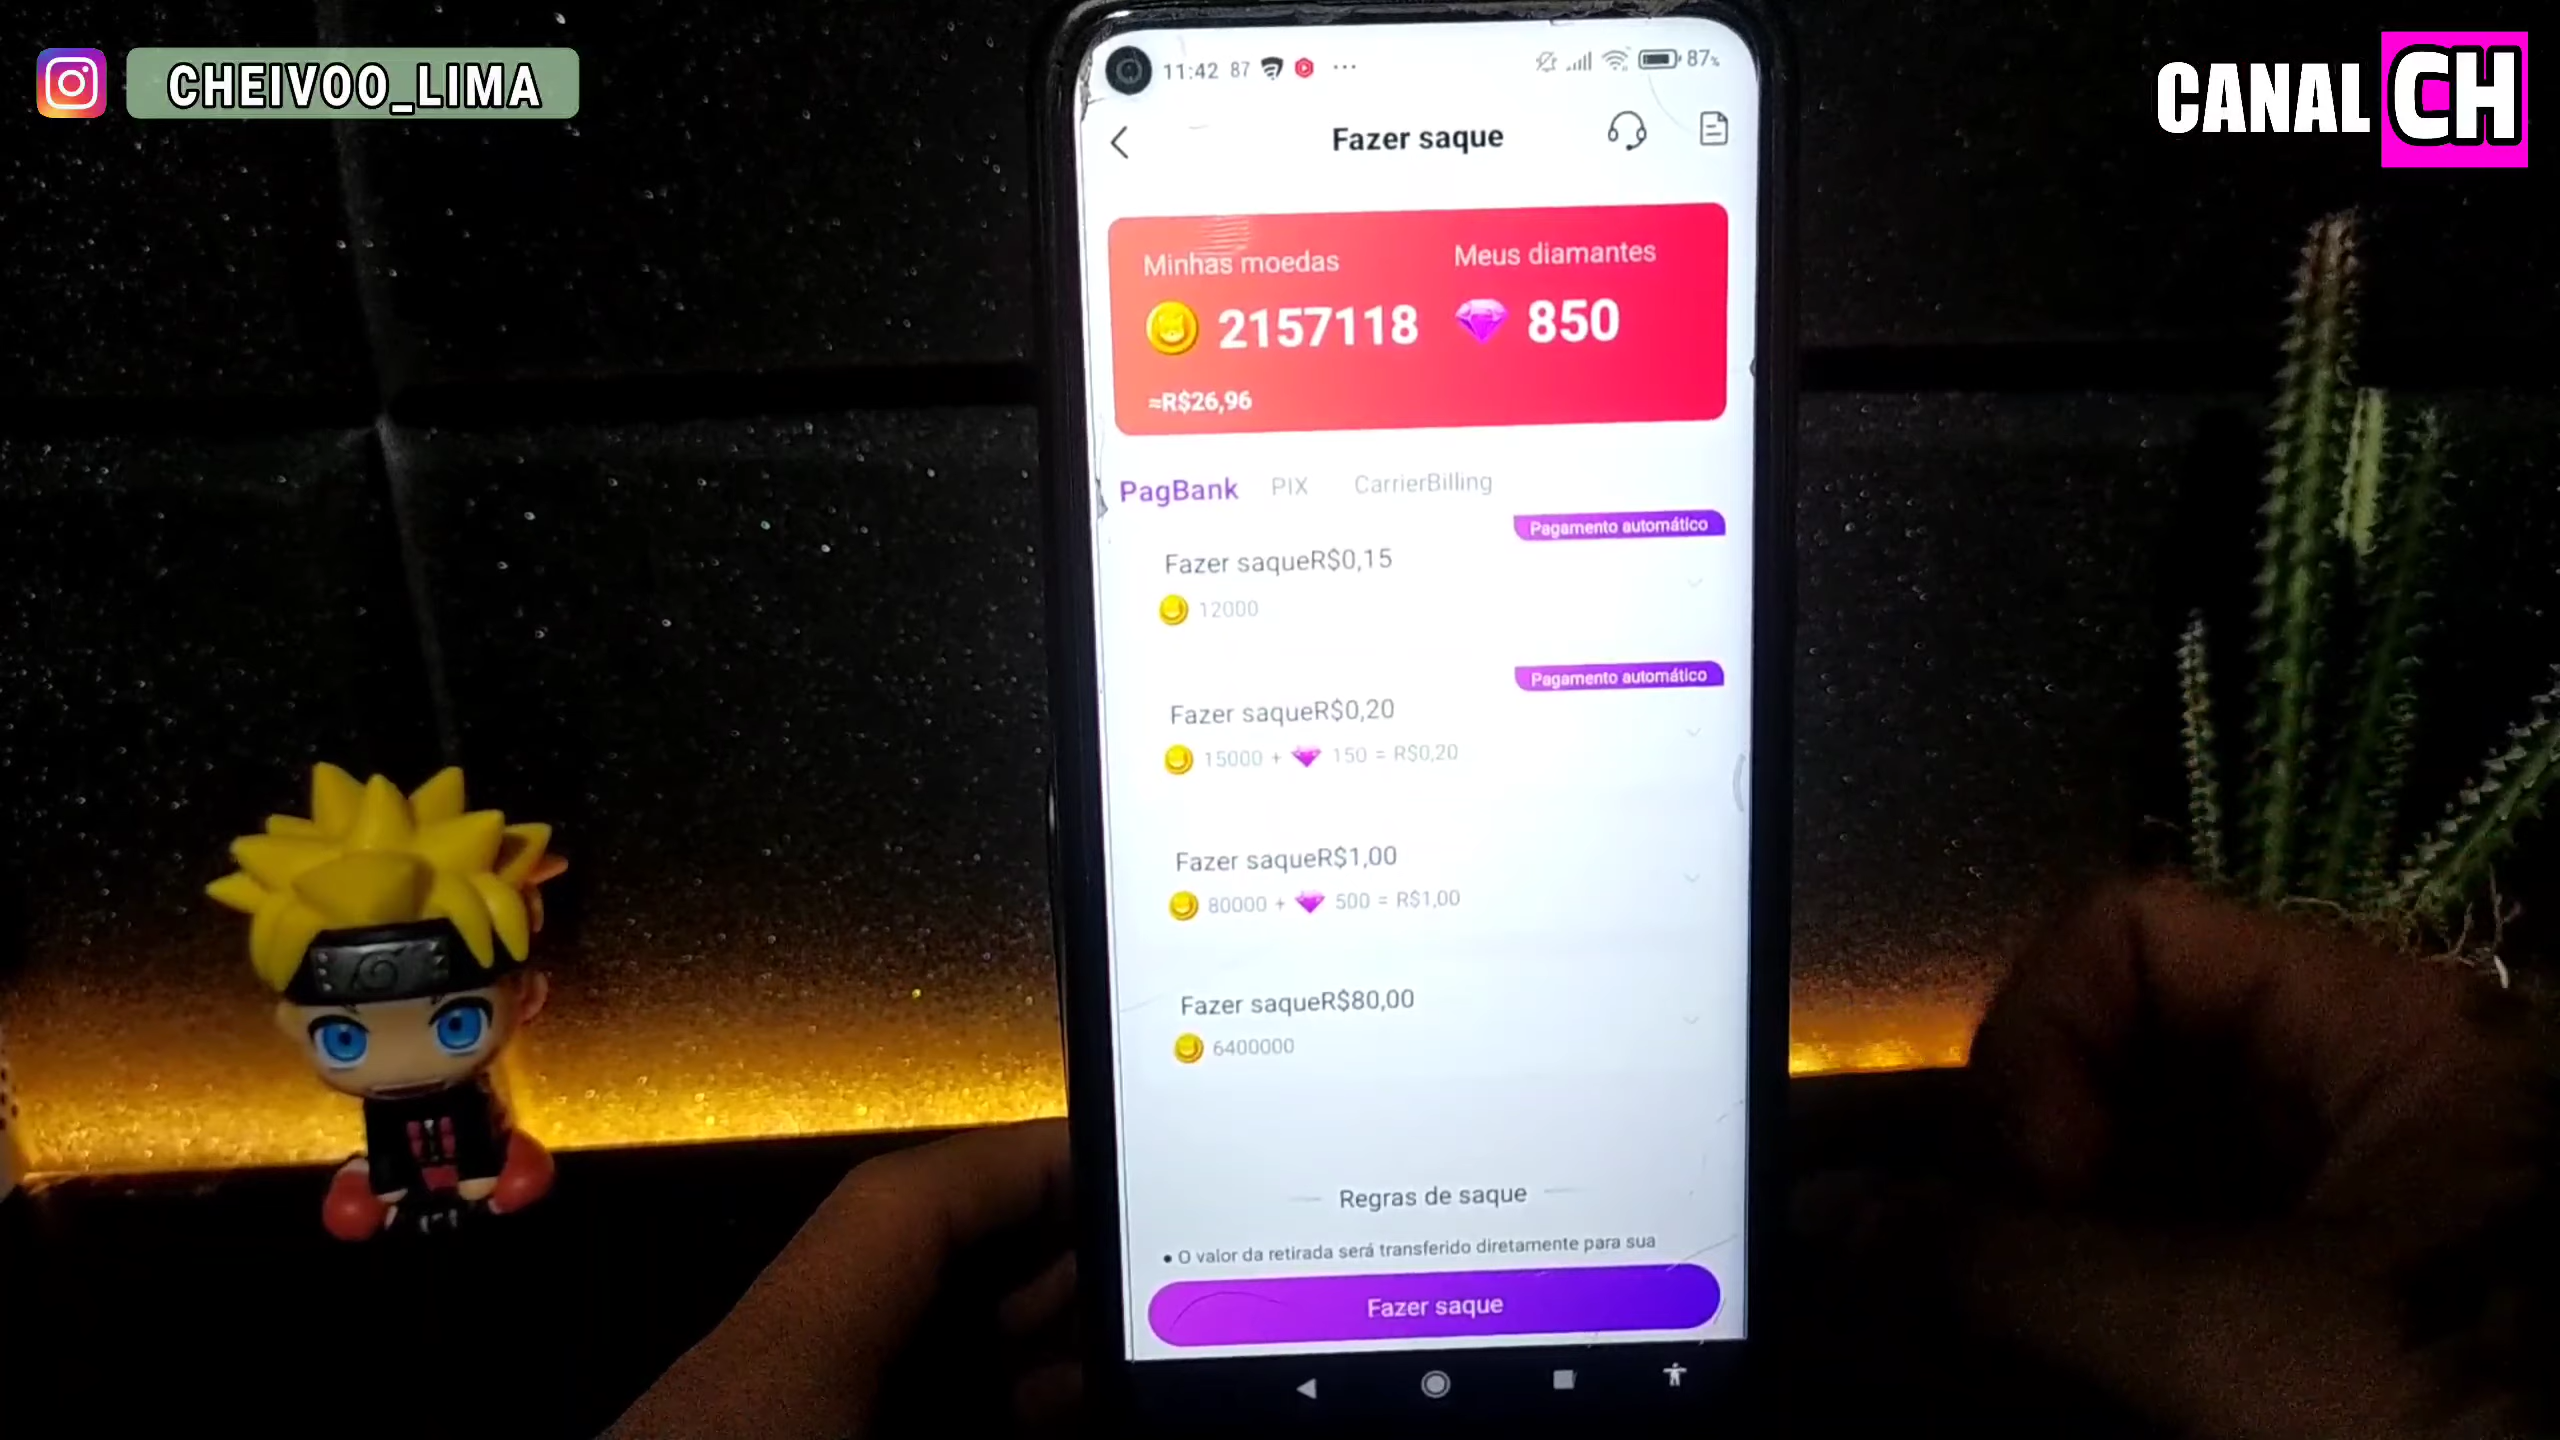 CHEIVOO_LIMA
CANAL CH
11:42 87 ... 87%
Fazer saque
Minhas moedas Meus diamantes
2157118 850
≈R$26,96
PagBank PIX CarrierBilling
Pagamento automático
Fazer saqueR$0,15
12000
Pagamento automático
Fazer saqueR$0,20
15000 + 150 = R$0,20
Fazer saqueR$1,00
80000 + 500 = R$1,00
Fazer saqueR$80,00
6400000
Regras de saque
• O valor da retirada será transferido diretamente para sua
Fazer saque